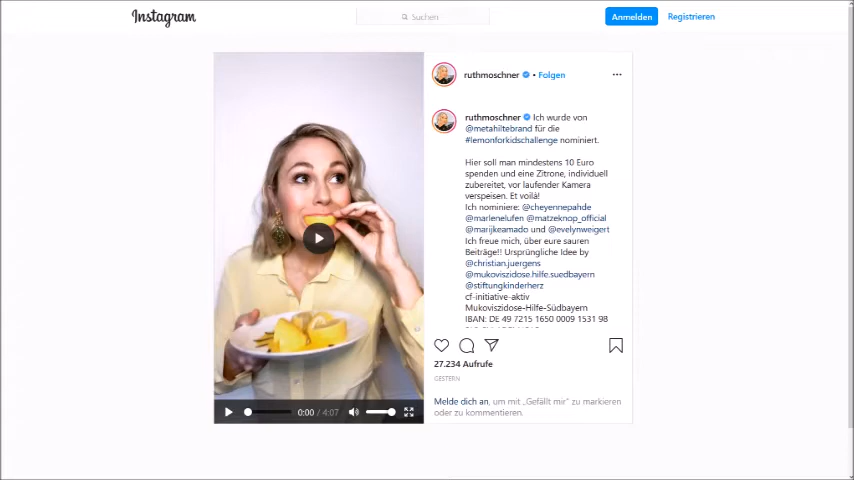 Instagram
Suchen
Anmelden
Registrieren
ruthmoschner • Folgen
ruthmoschner Ich wurde von
@metahiltebrand für die
#lemonforkidschallenge nominiert.
Hier soll man mindestens 10 Euro
spenden und eine Zitrone, individuell
zubereitet, vor laufender Kamera
verspeisen. Et voilà!
Ich nominiere: @cheyennepahde
@marlenelufen @matzeknop_official
@marijkeamado und @evelynweigert
Ich freue mich, über eure sauren
Beiträge!! Ursprüngliche Idee by
@christian.juergens
@mukoviszidose.hilfe.suedbayern
@stiftungkinderherz
cf-initiative-aktiv
Mukoviszidose-Hilfe-Südbayern
IBAN: DE 49 7215 1650 0009 1531 98
27.234 Aufrufe
GESTERN
Melde dich an, um mit „Gefällt mir" zu markieren
oder zu kommentieren.
0:00 / 4:07